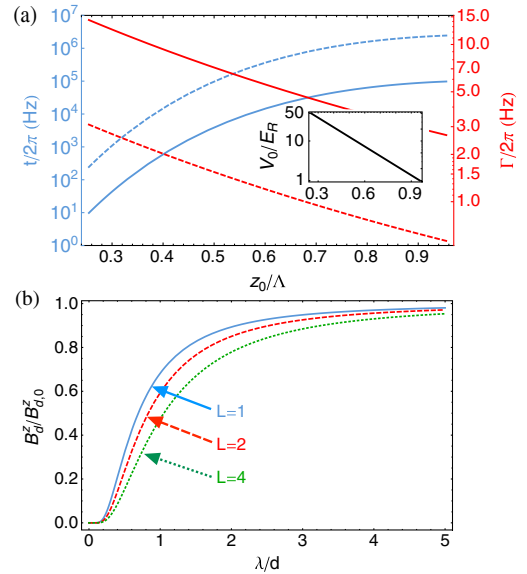 (a)
10^6
10^5
10^4
10^3
10^2
10^1
10^0
t/2π (Hz)
15.0
10.0
7.0
5.0
3.0
2.0
1.5
1.0
Γ/2π (Hz)
50
10
1
V_0/E_R
0.3 0.6 0.9
0.3 0.4 0.5 0.6 0.7 0.8 0.9
z_0/Λ
(b)
1.0
0.8
0.6
0.4
0.2
0.0
B_d^z/B_{d,0}^z
L=1
L=2
L=4
0 1 2 3 4 5
λ/d